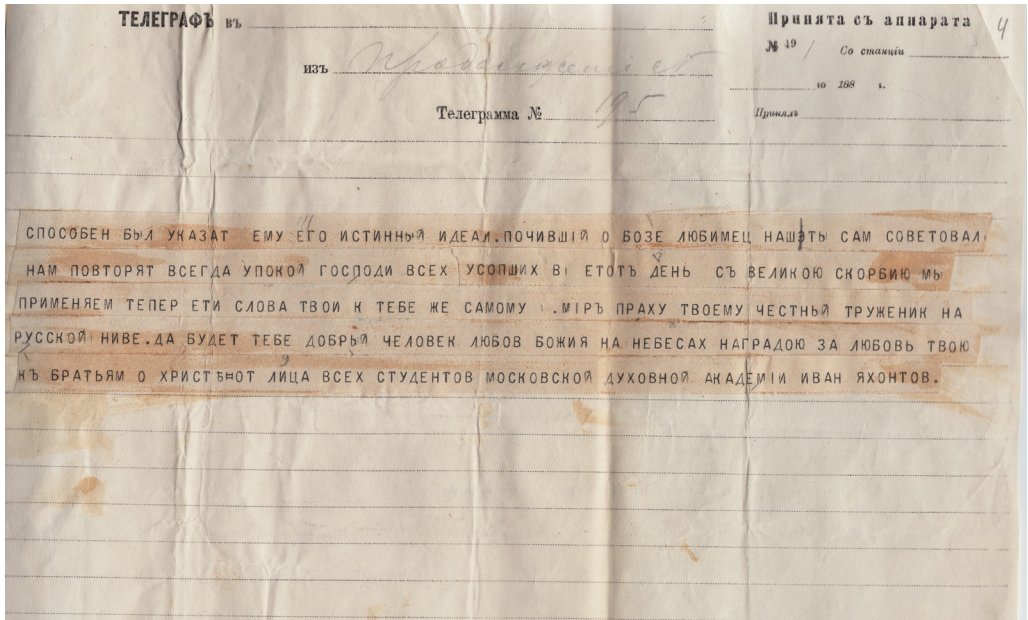 ТЕЛЕГРАФЪ въ
Принята съ аппарата
4
№ 49 /
Со станціи
изъ
го 188 г.
Телеграмма № 195
Принялъ
СПОСОБЕН БЫЛ УКАЗАТ ЕМУ ЕГО ИСТИННЫЙ ИДЕАЛ.ПОЧИВШІЙ О БОЗЕ ЛЮБИМЕЦ НАШЪТЫ САМ СОВЕТОВАЛ
НАМ ПОВТОРЯТ ВСЕГДА УПОКОЙ ГОСПОДИ ВСЕХ УСОПШИХ В ЕТОТЪ ДЕНЬ СЪ ВЕЛИКОЮ СКОРБИЮ МЫ
ПРИМЕНЯЕМ ТЕПЕР ЕТИ СЛОВА ТВОИ К ТЕБЕ ЖЕ САМОМУ .МІРЪ ПРАХУ ТВОЕМУ ЧЕСТНЫЙ ТРУЖЕНИК НА
РУССКОЙ НИВЕ.ДА БУДЕТ ТЕБЕ ДОБРЫЙ ЧЕЛОВЕК ЛЮБОВ БОЖИЯ НА НЕБЕСАХ НАГРАДОЮ ЗА ЛЮБОВЬ ТВОЮ
КЪ БРАТЬЯМ О ХРИСТЪ=ОТ ЛИЦА ВСЕХ СТУДЕНТОВ МОСКОВСКОЙ ДУХОВНОЙ АКАДЕМІИ ИВАН ЯХОНТОВ.